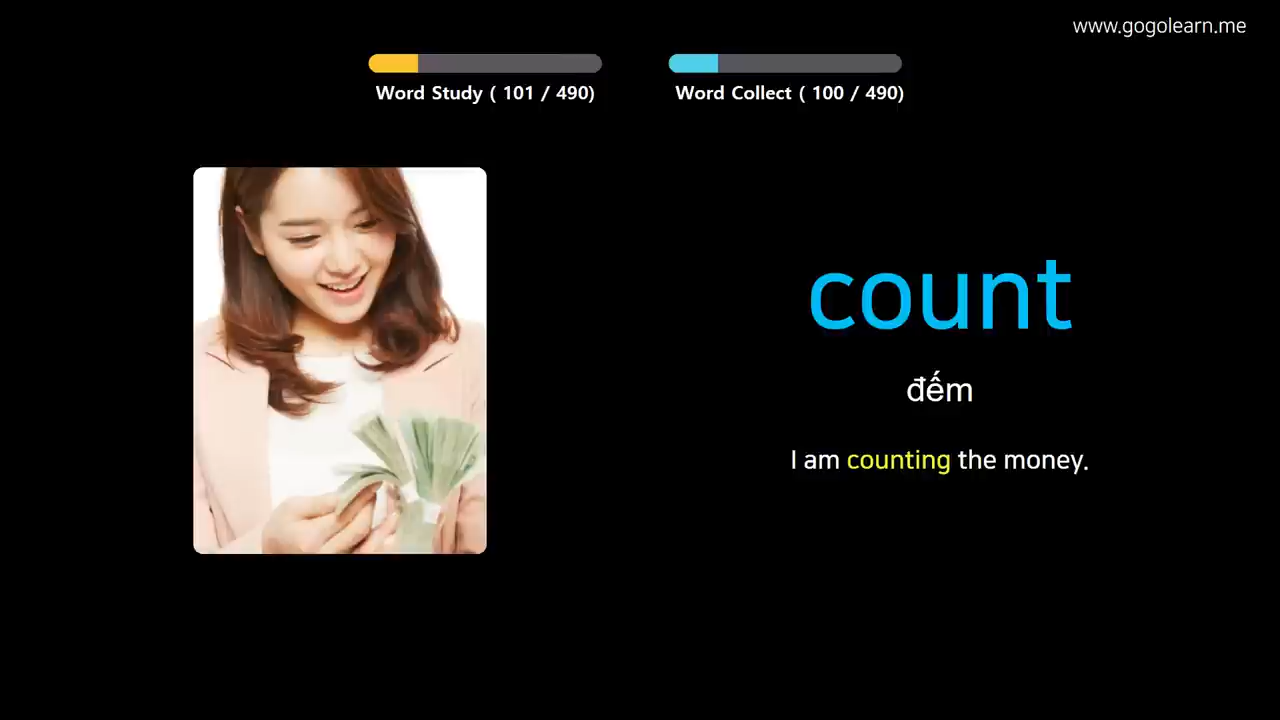 www.gogolearn.me
Word Study ( 101 / 490)
Word Collect ( 100 / 490)
count
đếm
I am counting the money.